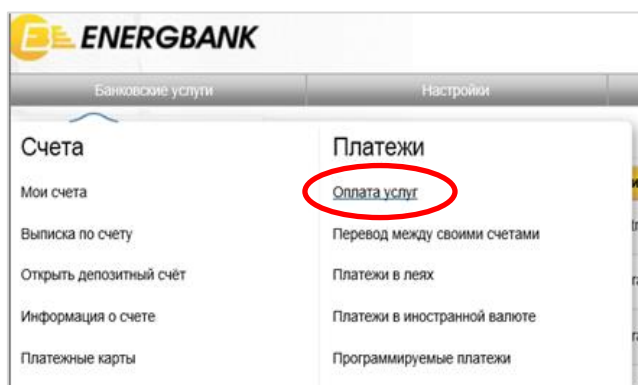 ENERGBANK
Банковские услуги
Настройки
Счета
Платежи
Мои счета
Оплата услуг
Выписка по счету
Перевод между своими счетами
Открыть депозитный счёт
Платежи в леях
Информация о счете
Платежи в иностранной валюте
Платежные карты
Программируемые платежи